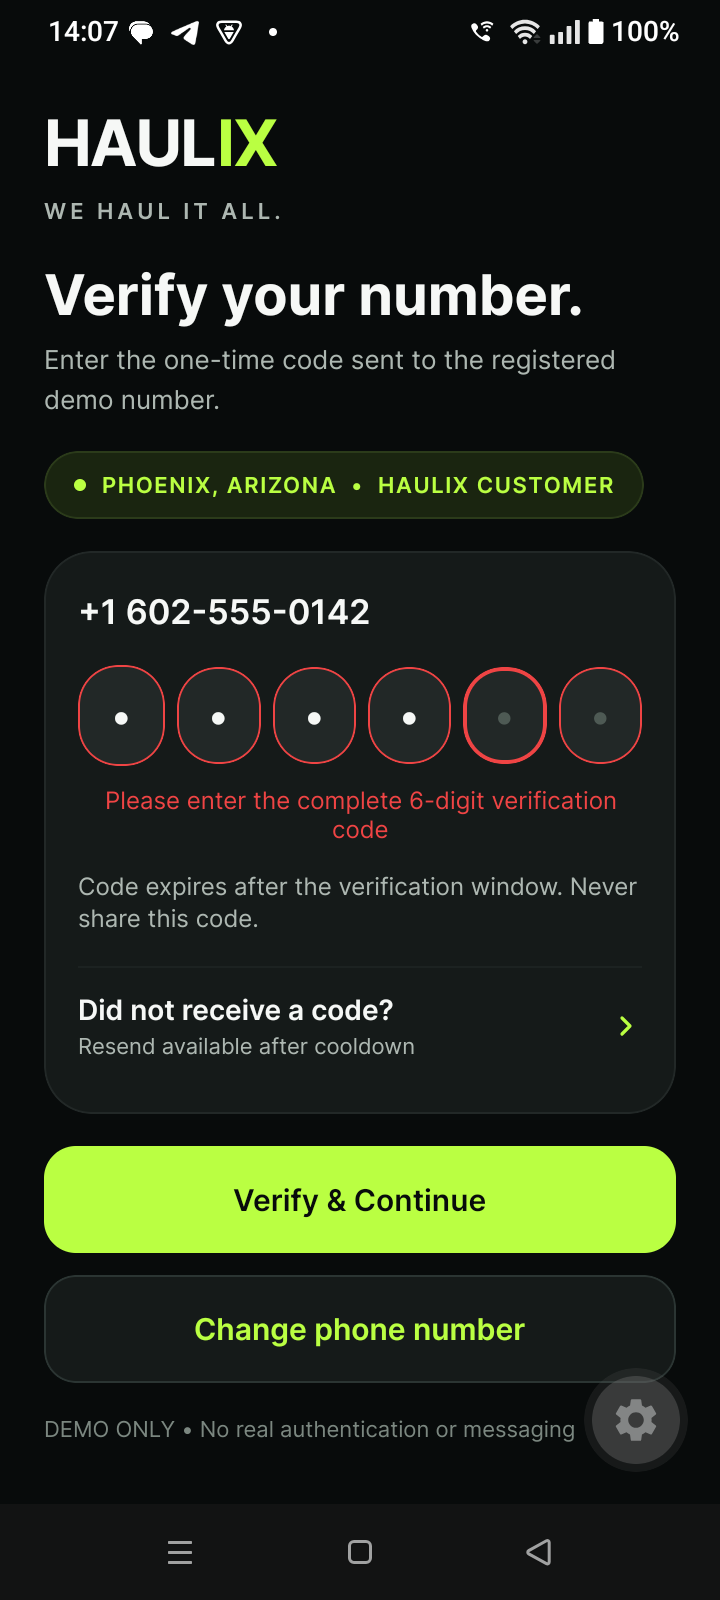 14:07
100%
HAULIX
WE HAUL IT ALL.
Verify your number.
Enter the one-time code sent to the registered
demo number.
PHOENIX, ARIZONA • HAULIX CUSTOMER
+1 602-555-0142
Please enter the complete 6-digit verification
code
Code expires after the verification window. Never
share this code.
Did not receive a code?
Resend available after cooldown
Verify & Continue
Change phone number
DEMO ONLY • No real authentication or messaging